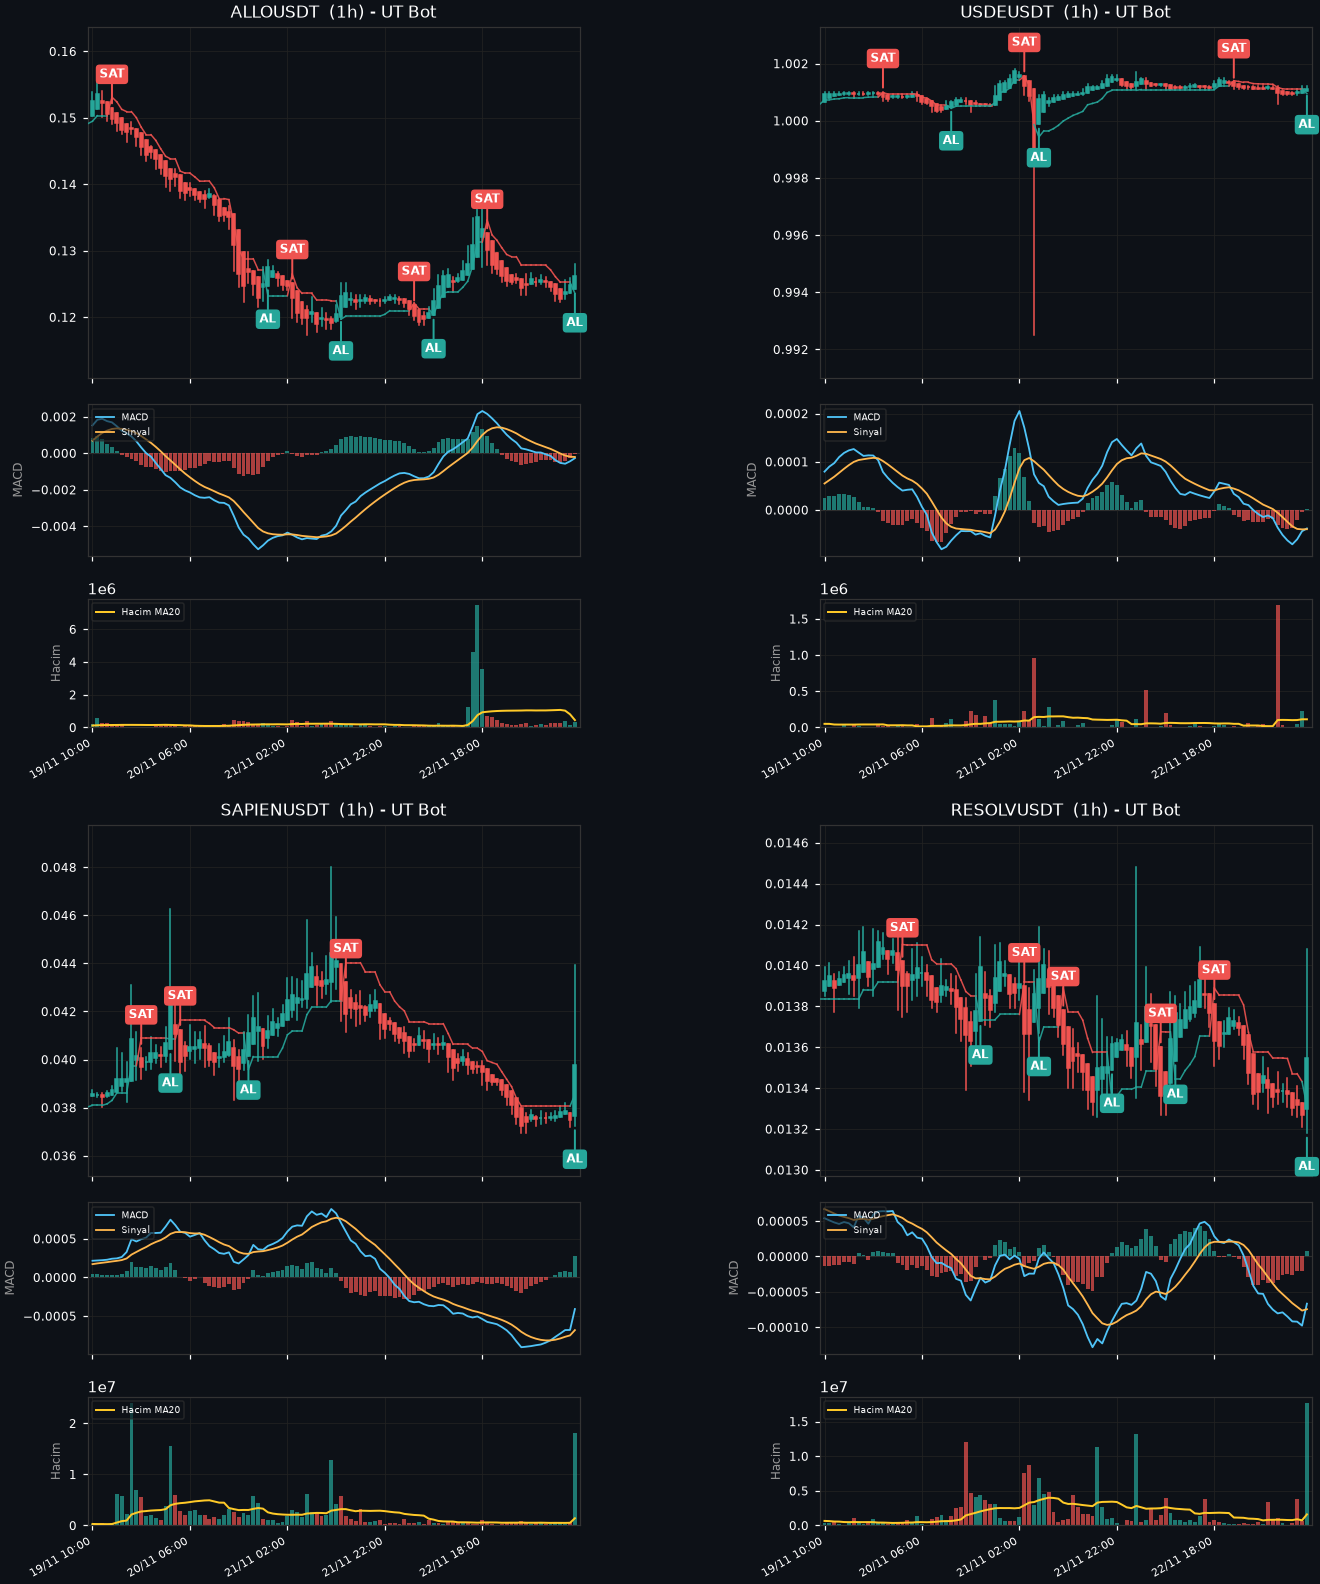 ALLOUSDT  (1h) - UT Bot
0.16
0.15
0.14
0.13
0.12
SAT
SAT
SAT
SAT
AL
AL
AL
AL
MACD
0.002
0.000
−0.002
−0.004
MACD
Sinyal
1e6
Hacim
6
4
2
0
Hacim MA20
19/11 10:00
20/11 06:00
21/11 02:00
21/11 22:00
22/11 18:00
USDEUSDT  (1h) - UT Bot
1.002
1.000
0.998
0.996
0.994
0.992
SAT
SAT
SAT
AL
AL
AL
MACD
0.0002
0.0001
0.0000
MACD
Sinyal
1e6
Hacim
1.5
1.0
0.5
0.0
Hacim MA20
19/11 10:00
20/11 06:00
21/11 02:00
21/11 22:00
22/11 18:00
SAPIENUSDT  (1h) - UT Bot
0.048
0.046
0.044
0.042
0.040
0.038
0.036
SAT
SAT
SAT
AL
AL
AL
MACD
0.0005
0.0000
−0.0005
MACD
Sinyal
1e7
Hacim
2
1
0
Hacim MA20
19/11 10:00
20/11 06:00
21/11 02:00
21/11 22:00
22/11 18:00
RESOLVUSDT  (1h) - UT Bot
0.0146
0.0144
0.0142
0.0140
0.0138
0.0136
0.0134
0.0132
0.0130
SAT
SAT
SAT
SAT
SAT
AL
AL
AL
AL
AL
MACD
0.00005
0.00000
−0.00005
−0.00010
MACD
Sinyal
1e7
Hacim
1.5
1.0
0.5
0.0
Hacim MA20
19/11 10:00
20/11 06:00
21/11 02:00
21/11 22:00
22/11 18:00